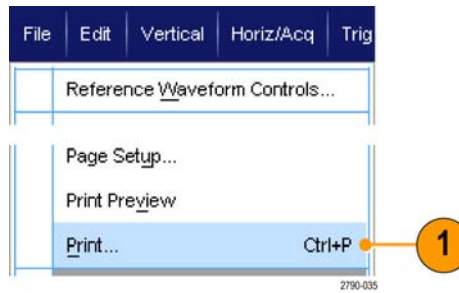 File Edit Vertical Horiz/Acq Trig
Reference Waveform Controls...
Page Setup...
Print Preview
Print... Ctrl+P
1
2790-035